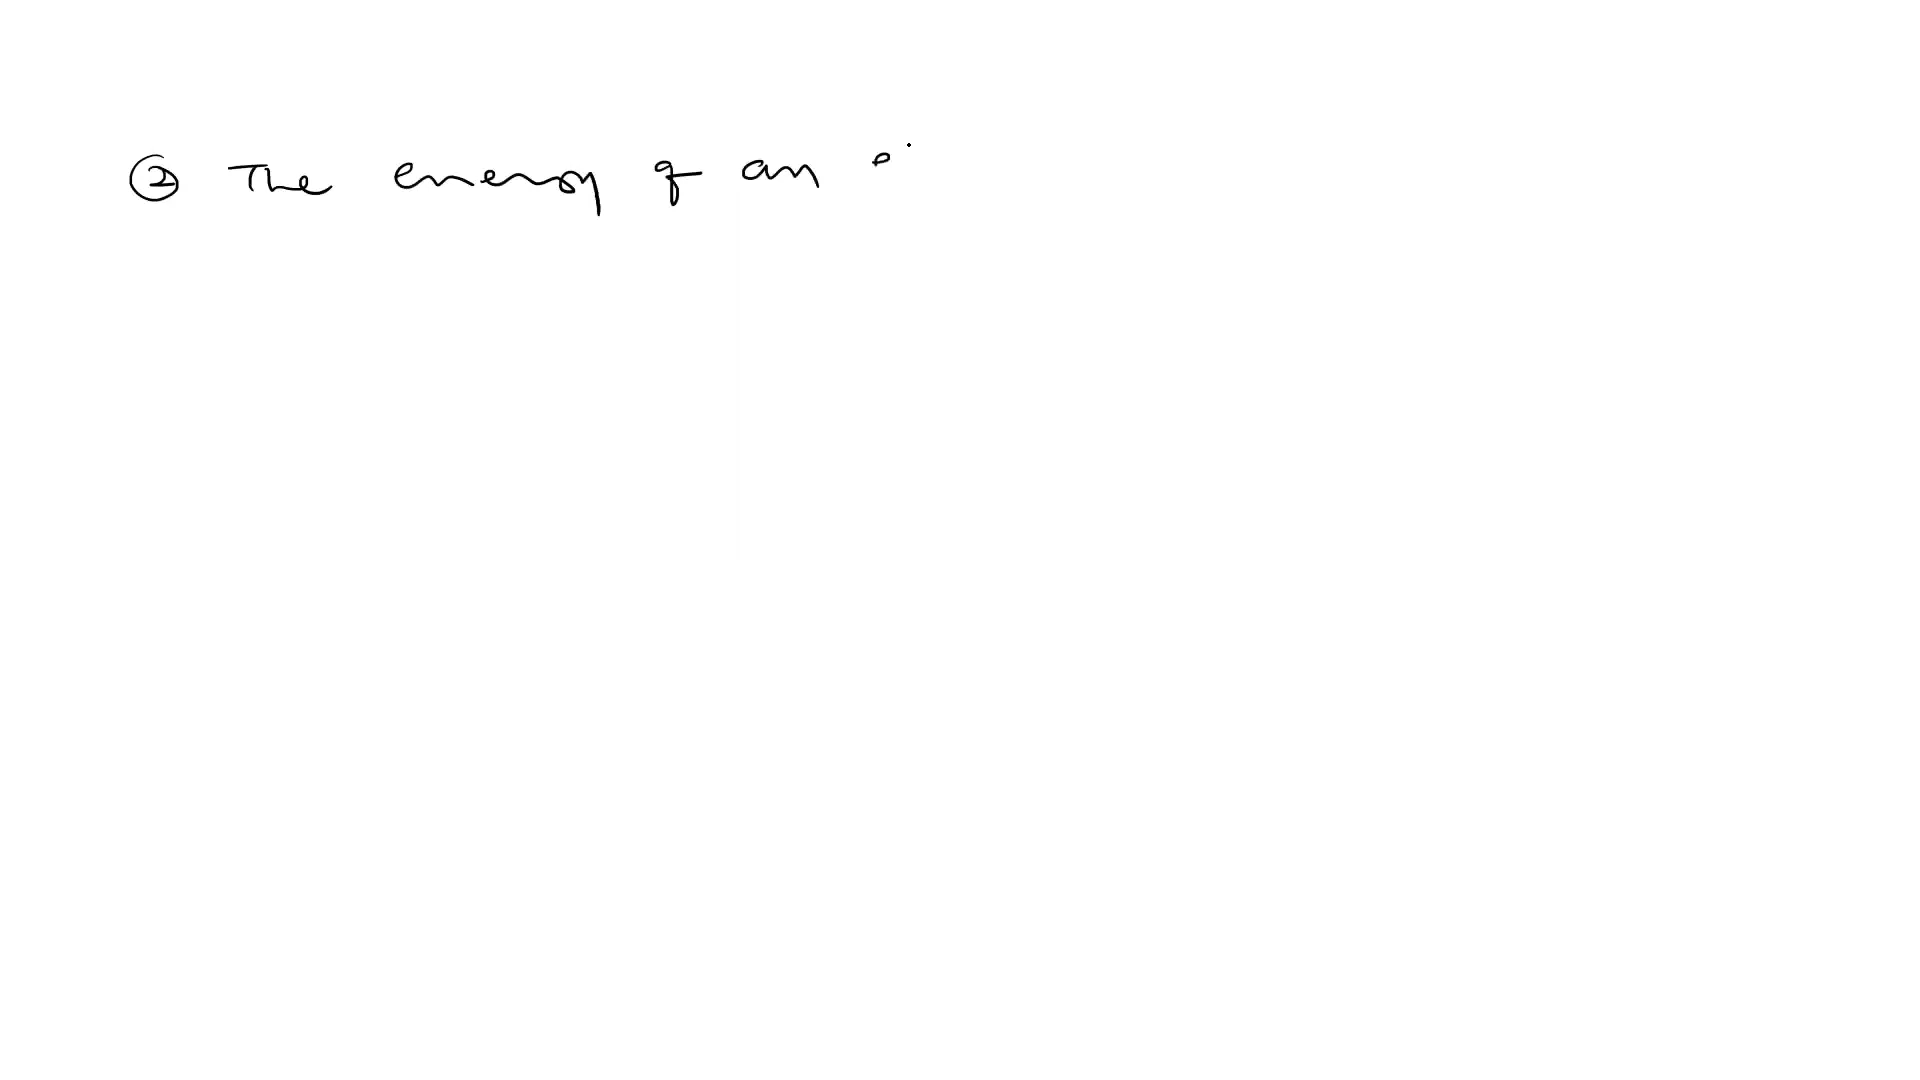 ② The energy of an